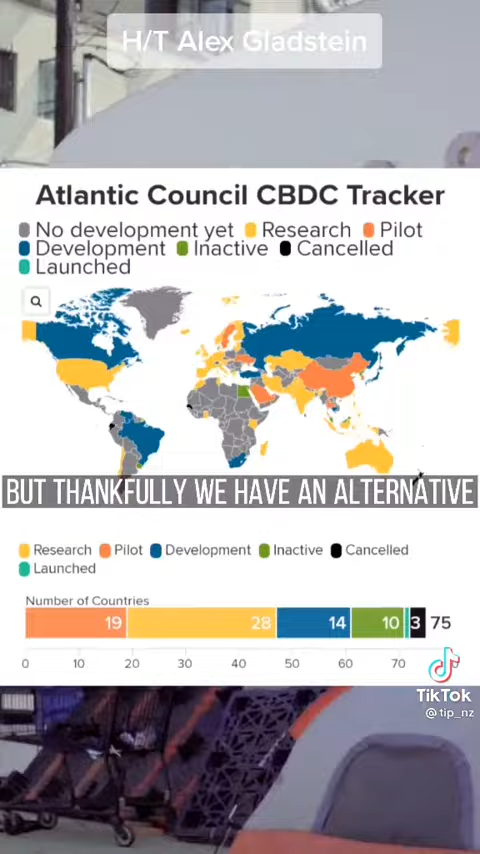 H/T Alex Gladstein
Atlantic Council CBDC Tracker
No development yet Research Pilot
Development Inactive Cancelled
Launched
BUT THANKFULLY WE HAVE AN ALTERNATIVE
Research Pilot Development Inactive Cancelled
Launched
Number of Countries
19 28 14 10 3 75
0 10 20 30 40 50 60 70
TikTok
@tip_nz